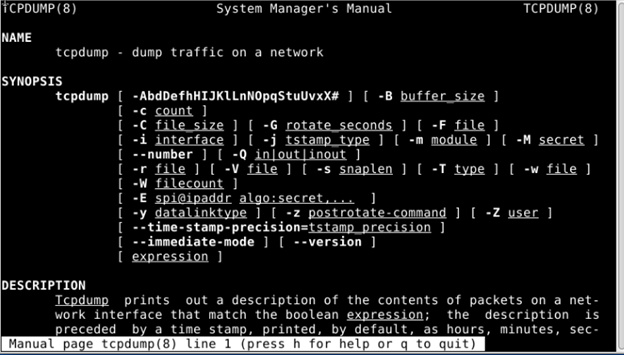 TCPDUMP(8) System Manager's Manual TCPDUMP(8)
NAME
tcpdump - dump traffic on a network
SYNOPSIS
tcpdump [ -AbdDefhHIJKlLnNOpqStuUvxX# ] [ -B buffer_size ]
[ -c count ]
[ -C file_size ] [ -G rotate_seconds ] [ -F file ]
[ -i interface ] [ -j tstamp_type ] [ -m module ] [ -M secret ]
[ --number ] [ -Q in|out|inout ]
[ -r file ] [ -V file ] [ -s snaplen ] [ -T type ] [ -w file ]
[ -W filecount ]
[ -E spi@ipaddr algo:secret,... ]
[ -y datalinktype ] [ -z postrotate-command ] [ -Z user ]
[ --time-stamp-precision=tstamp_precision ]
[ --immediate-mode ] [ --version ]
[ expression ]
DESCRIPTION
Tcpdump prints out a description of the contents of packets on a net-
work interface that match the boolean expression; the description is
preceded by a time stamp, printed, by default, as hours, minutes, sec-
Manual page tcpdump(8) line 1 (press h for help or q to quit)